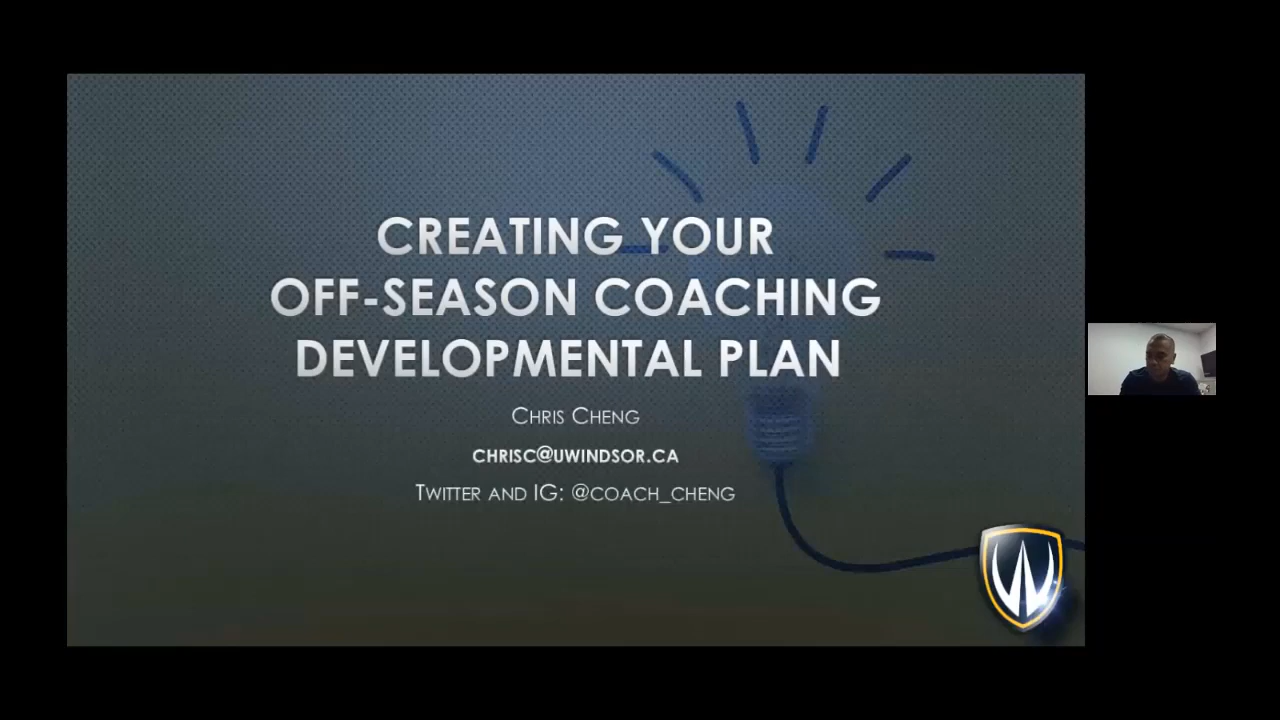 CREATING YOUR
OFF-SEASON COACHING
DEVELOPMENTAL PLAN
CHRIS CHENG
CHRISC@UWINDSOR.CA
TWITTER AND IG: @COACH_CHENG